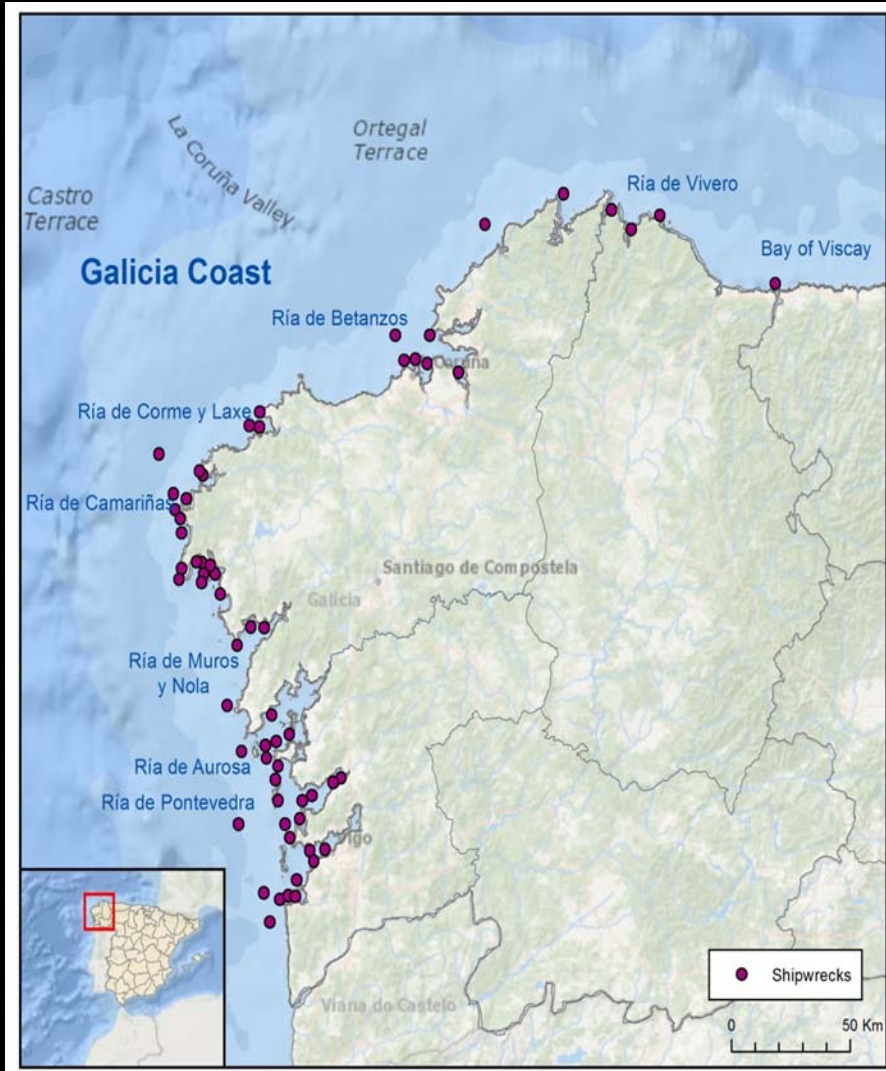 Ortegal
Terrace
La Coruña Valley
Castro
Terrace
Ría de Vivero
Bay of Viscay
Galicia Coast
Ría de Betanzos
Coruña
Ría de Corme y Laxe
Ría de Camariñas
Santiago de Compostela
Galicia
Ría de Muros
y Nola
Ría de Aurosa
Ría de Pontevedra
Vigo
Viana do Castelo
Shipwrecks
0 50 Km